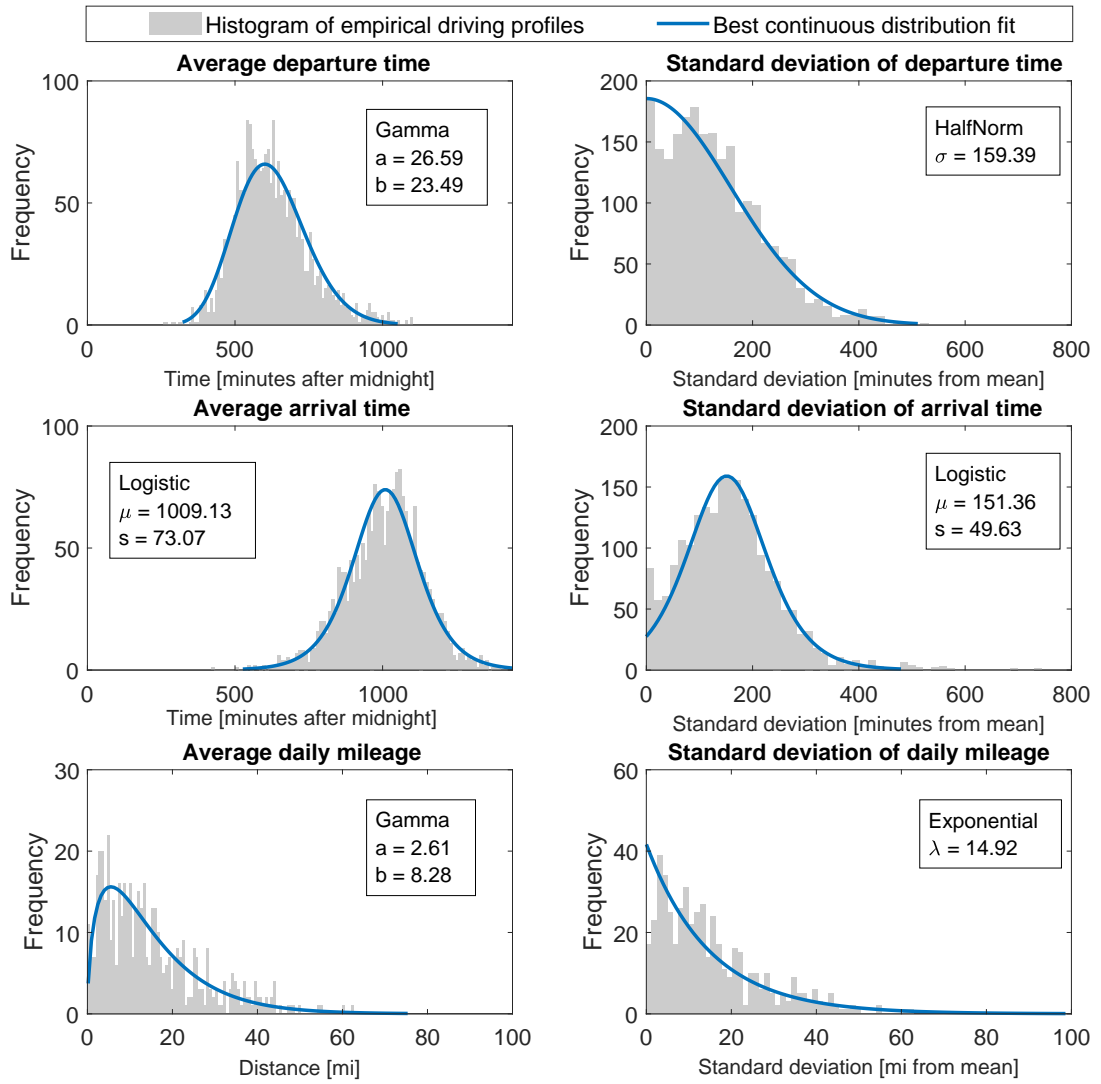 Histogram of empirical driving profiles
Best continuous distribution fit
Average departure time
Frequency
100
50
0
Gamma
a = 26.59
b = 23.49
0 500 1000
Time [minutes after midnight]
Standard deviation of departure time
Frequency
200
150
100
50
0
HalfNorm
σ = 159.39
0 200 400 600 800
Standard deviation [minutes from mean]
Average arrival time
Frequency
100
50
0
Logistic
μ = 1009.13
s = 73.07
0 500 1000
Time [minutes after midnight]
Standard deviation of arrival time
Frequency
200
150
100
50
0
Logistic
μ = 151.36
s = 49.63
0 200 400 600 800
Standard deviation [minutes from mean]
Average daily mileage
Frequency
30
20
10
0
Gamma
a = 2.61
b = 8.28
0 20 40 60 80 100
Distance [mi]
Standard deviation of daily mileage
Frequency
60
40
20
0
Exponential
λ = 14.92
0 20 40 60 80 100
Standard deviation [mi from mean]